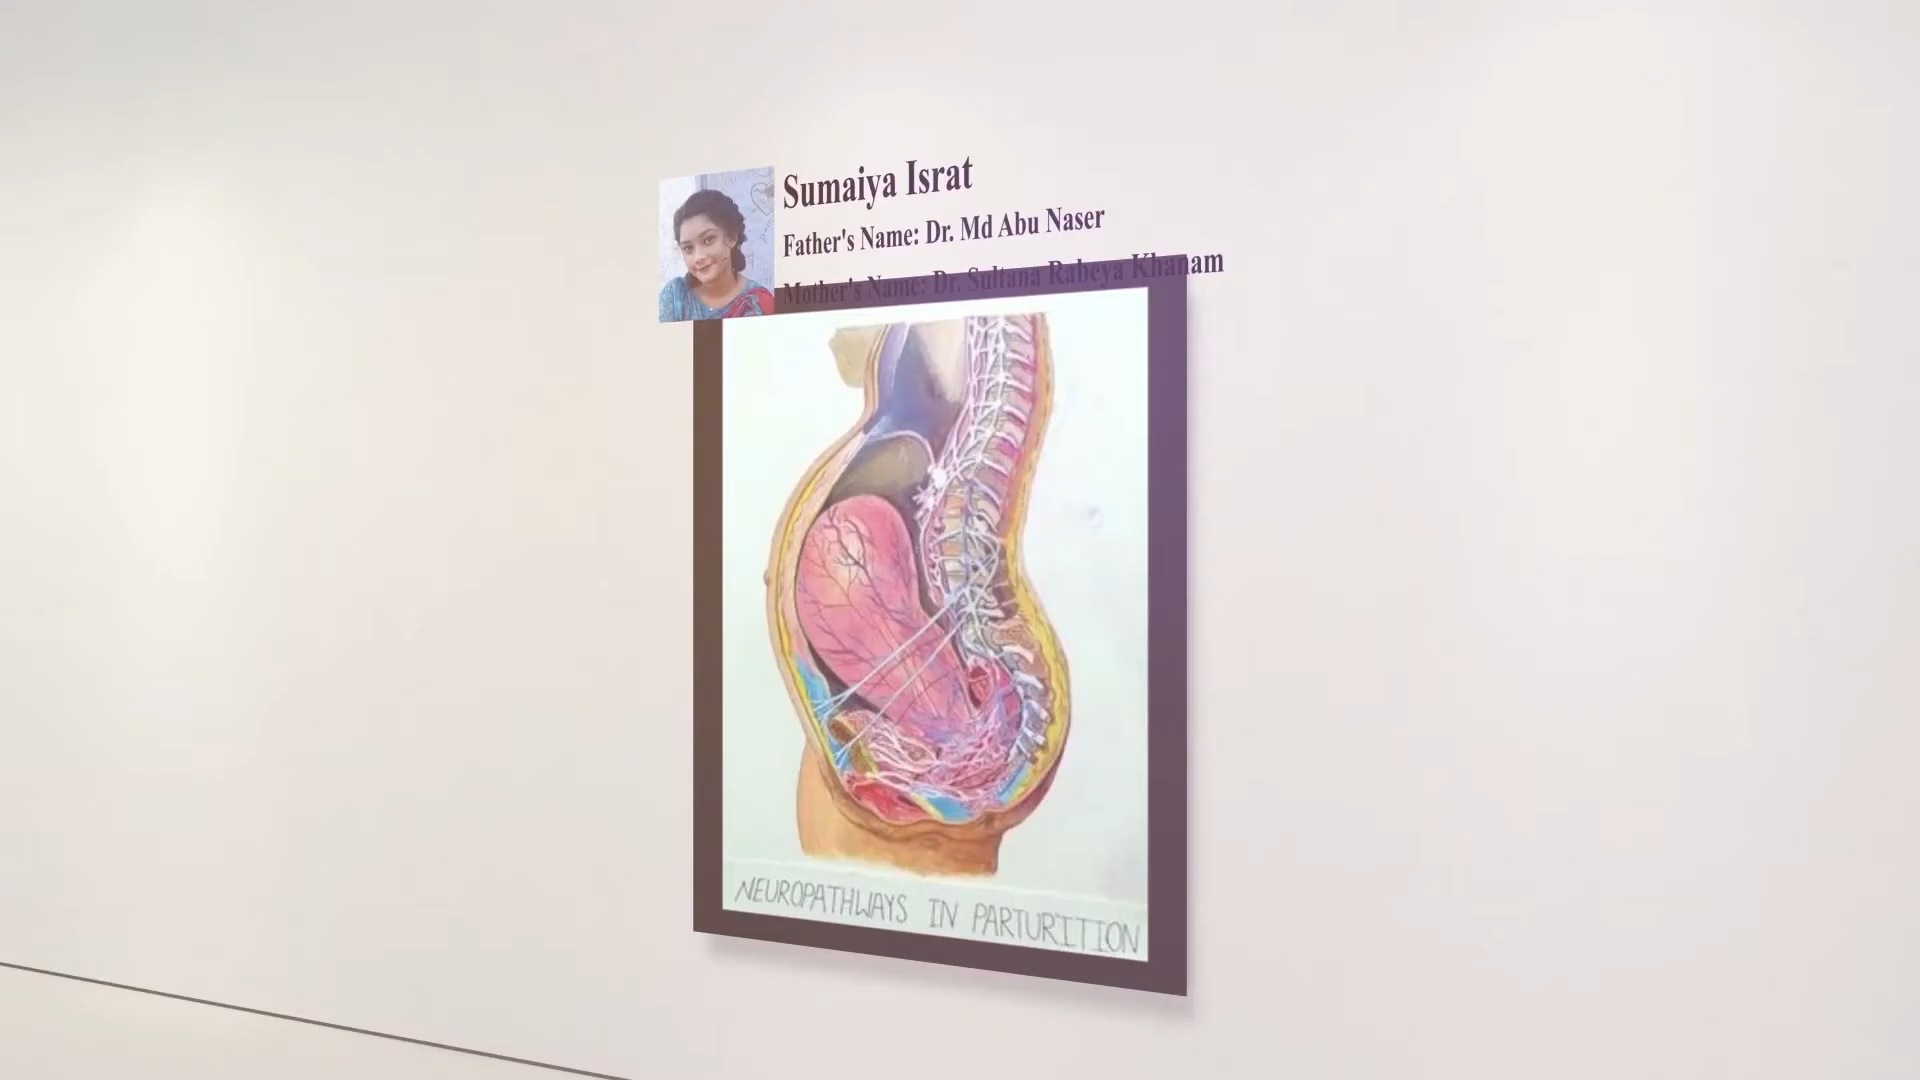 Sumaiya Israt
Father's Name: Dr. Md Abu Naser
Mother's Name: Dr. Sultana Rabeya Khanam
NEUROPATHWAYS IN PARTURITION